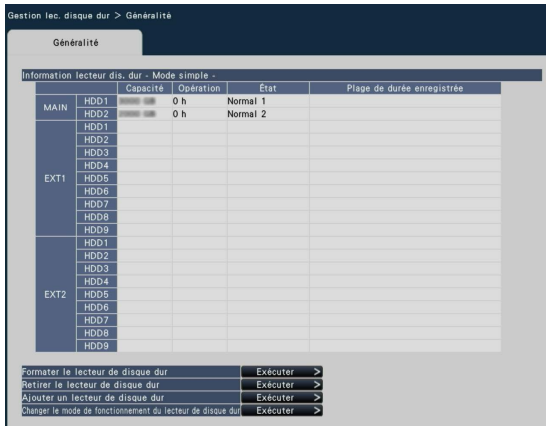 Gestion lec. disque dur > Généralité
Généralité
Information lecteur dis. dur - Mode simple -
Capacité Opération État Plage de durée enregistrée
MAIN HDD1 0 h Normal 1
HDD2 0 h Normal 2
EXT1 HDD1
HDD2
HDD3
HDD4
HDD5
HDD6
HDD7
HDD8
HDD9
EXT2 HDD1
HDD2
HDD3
HDD4
HDD5
HDD6
HDD7
HDD8
HDD9
Formater le lecteur de disque dur Exécuter >
Retirer le lecteur de disque dur Exécuter >
Ajouter un lecteur de disque dur Exécuter >
Changer le mode de fonctionnement du lecteur de disque dur Exécuter >